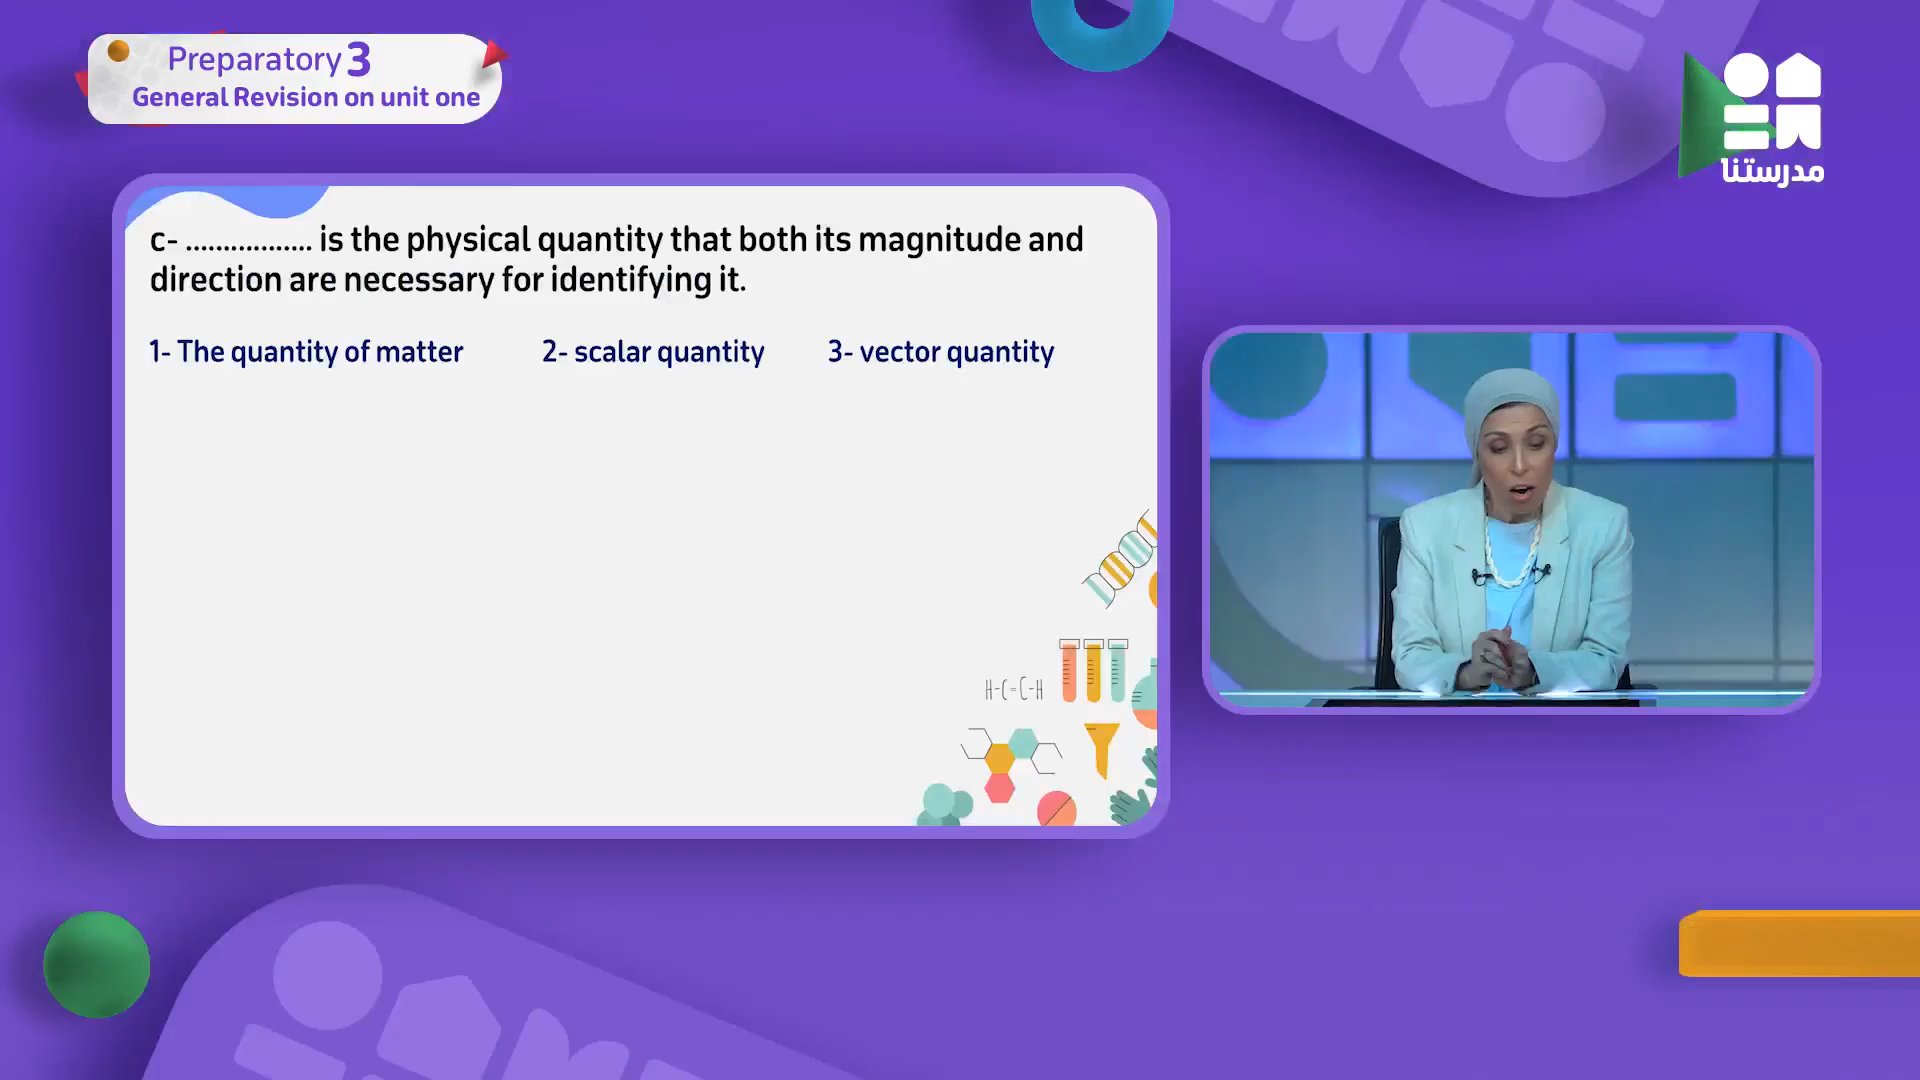 Preparatory 3
General Revision on unit one
مدرستنا
c- ................. is the physical quantity that both its magnitude and
direction are necessary for identifying it.
1- The quantity of matter 2- scalar quantity 3- vector quantity
H-C=C-H